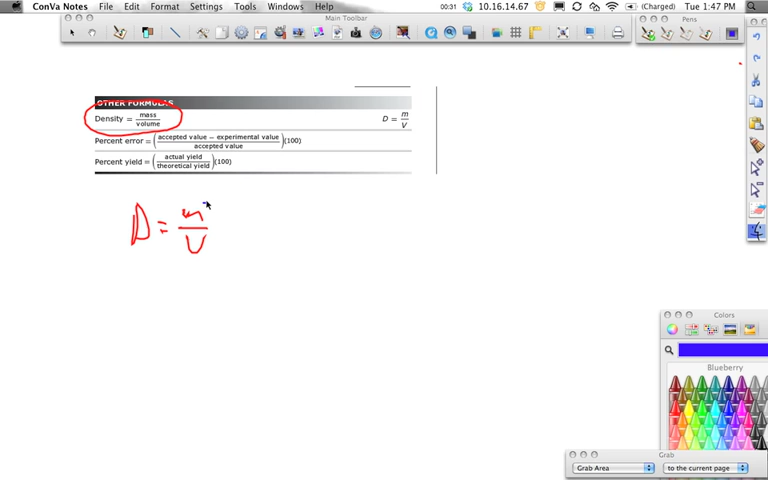 ConVa Notes File Edit Format Settings Tools Windows Help 00:31 10.16.14.67 (Charged) Tue 1:47 PM
Main Toolbar
Pens
OTHER FORMULAS
Density = mass/volume D = m/V
Percent error = (accepted value − experimental value/accepted value)(100)
Percent yield = (actual yield/theoretical yield)(100)
D = m/V
Colors
Blueberry
Grab
Grab Area to the current page